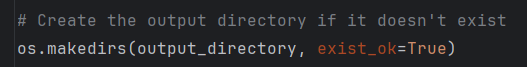 # Create the output directory if it doesn't exist
os.makedirs(output_directory, exist_ok=True)